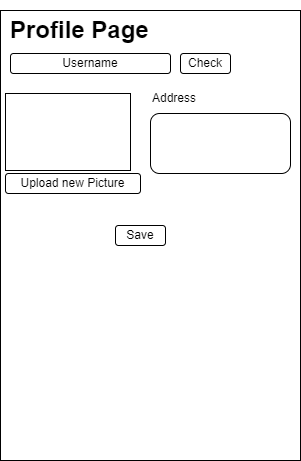 Profile Page
Username
Check
Address
Upload new Picture
Save